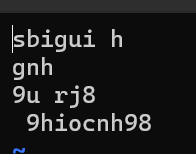 sbigui h
gnh
9u rj8
 9hiocnh98
~